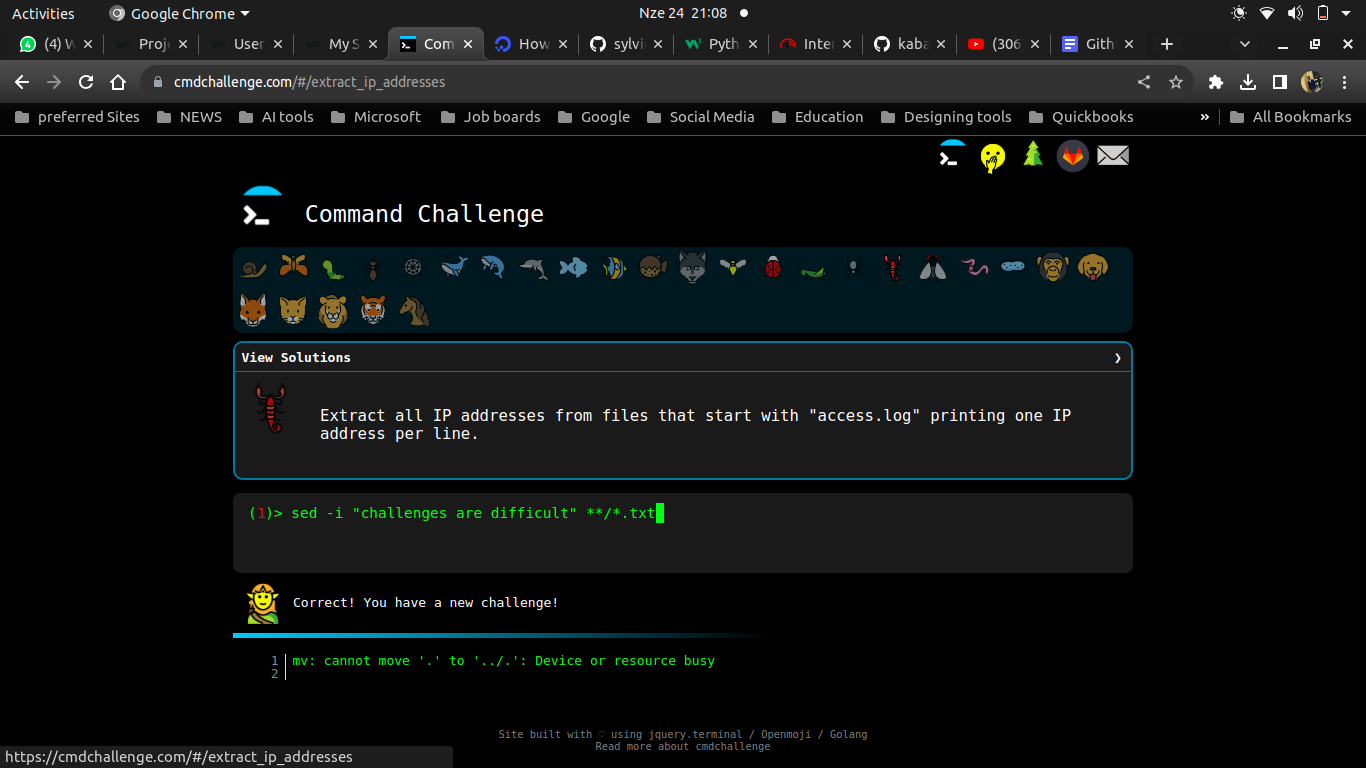 Activities Google Chrome Nze 24 21:08
(4) W Proj User My S Com How sylvi Pyth Inter kaba (306 Gith
cmdchallenge.com/#/extract_ip_addresses
preferred Sites NEWS AI tools Microsoft Job boards Google Social Media Education Designing tools Quickbooks » All Bookmarks
Command Challenge
View Solutions ❯
Extract all IP addresses from files that start with "access.log" printing one IP
address per line.
(1)> sed -i "challenges are difficult" **/*.txt
Correct! You have a new challenge!
1 mv: cannot move '.' to '../.': Device or resource busy
2
Site built with ♡ using jquery.terminal / Openmoji / Golang
Read more about cmdchallenge
https://cmdchallenge.com/#/extract_ip_addresses